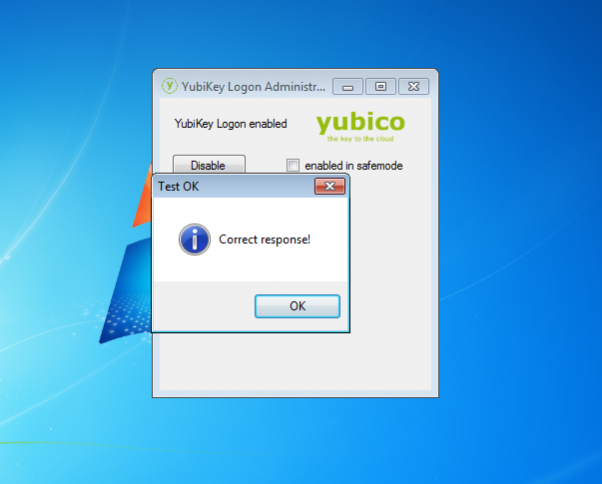 YubiKey Logon Administr...
YubiKey Logon enabled
yubico
the key to the cloud
Disable
enabled in safemode
Test OK
Correct response!
OK